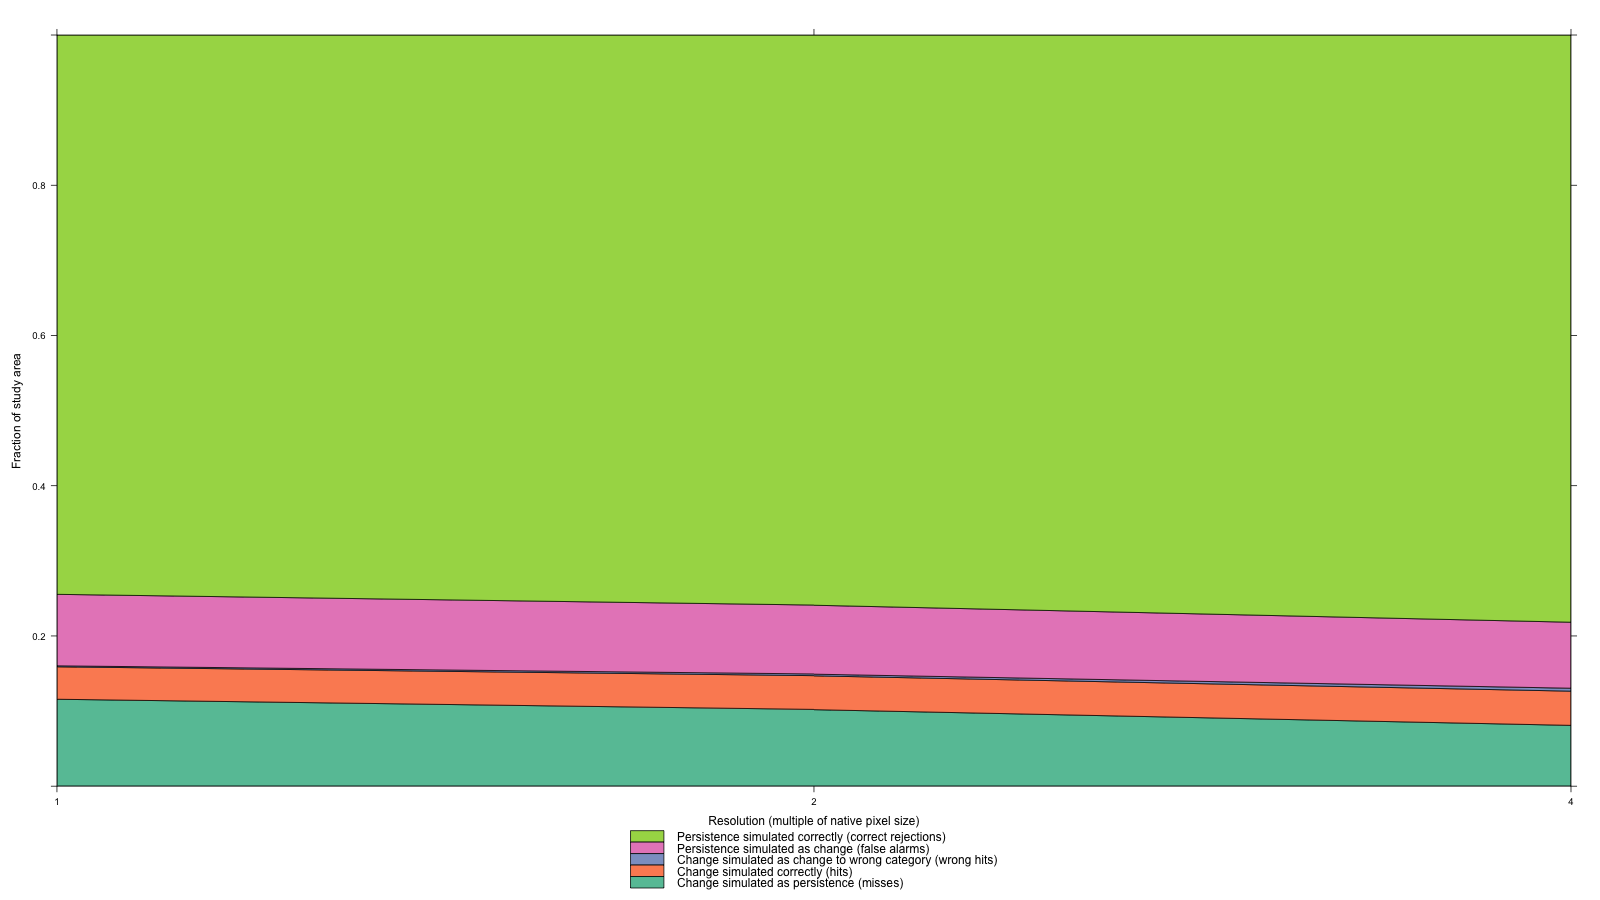 0.8
0.6
0.4
0.2
Fraction of study area
1
2
4
Resolution (multiple of native pixel size)
Persistence simulated correctly (correct rejections)
Persistence simulated as change (false alarms)
Change simulated as change to wrong category (wrong hits)
Change simulated correctly (hits)
Change simulated as persistence (misses)